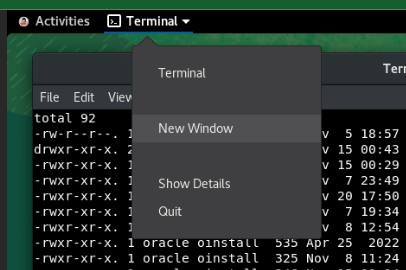 Activities Terminal
Terminal
Terr
File Edit View
New Window
Show Details
Quit
total 92
-rw-r--r--. 1 v 5 18:57
drwxr-xr-x. 2 v 15 00:43
-rwxr-xr-x. 1 v 15 00:29
-rwxr-xr-x. 1 v 7 23:49
-rwxr-xr-x. 1 v 20 17:50
-rwxr-xr-x. 1 v 7 19:34
-rwxr-xr-x. 1 v 8 12:54
-rwxr-xr-x. 1 oracle oinstall 535 Apr 25 2022
-rwxr-xr-x. 1 oracle oinstall 325 Nov 8 11:24